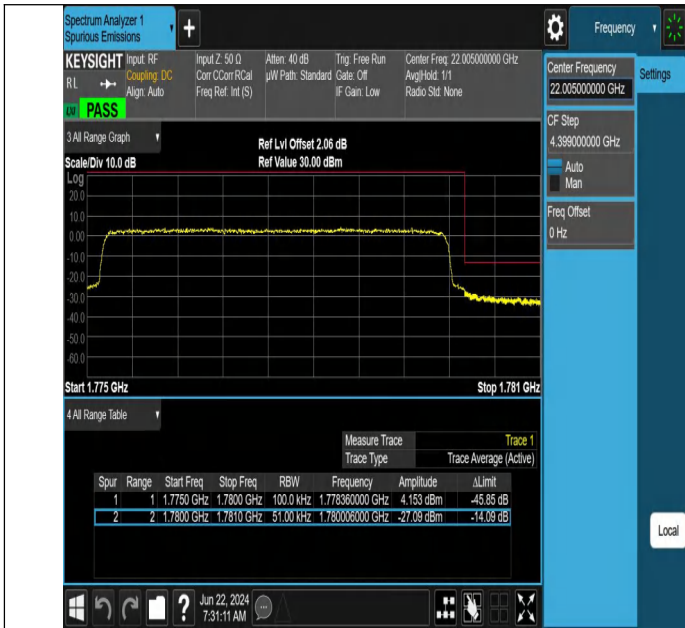 Spectrum Analyzer 1
Spurious Emissions
Frequency
KEYSIGHT
RL
LXI
PASS
Input: RF
Coupling: DC
Align: Auto
Input Z: 50 Ω
Corr CCorr RCal
Freq Ref: Int (S)
Atten: 40 dB
µW Path: Standard
Trig: Free Run
Gate: Off
IF Gain: Low
Center Freq: 22.005000000 GHz
Avg|Hold: 1/1
Radio Std: None
Center Frequency
22.005000000 GHz
Settings
CF Step
4.399000000 GHz
Auto
Man
Freq Offset
0 Hz
Local
3 All Range Graph
Ref Lvl Offset 2.06 dB
Scale/Div 10.0 dB
Ref Value 30.00 dBm
Log
20.0
10.0
0.00
-10.0
-20.0
-30.0
-40.0
-50.0
-60.0
Start 1.775 GHz
Stop 1.781 GHz
4 All Range Table
Measure Trace Trace 1
Trace Type Trace Average (Active)
Spur Range Start Freq Stop Freq RBW Frequency Amplitude ΔLimit
1 1 1.7750 GHz 1.7800 GHz 100.0 kHz 1.778360000 GHz 4.153 dBm -45.85 dB
2 2 1.7800 GHz 1.7810 GHz 51.00 kHz 1.780006000 GHz -27.09 dBm -14.09 dB
Jun 22, 2024
7:31:11 AM